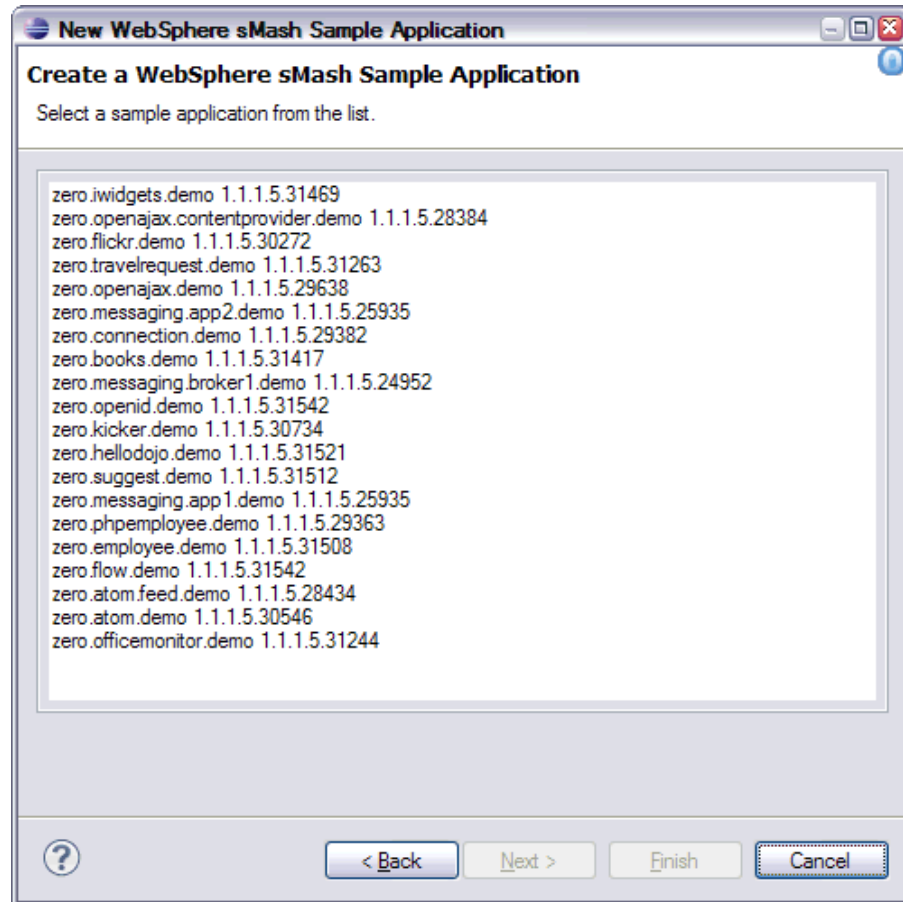 New WebSphere sMash Sample Application
Create a WebSphere sMash Sample Application
Select a sample application from the list.
zero.iwidgets.demo 1.1.1.5.31469
zero.openajax.contentprovider.demo 1.1.1.5.28384
zero.flickr.demo 1.1.1.5.30272
zero.travelrequest.demo 1.1.1.5.31263
zero.openajax.demo 1.1.1.5.29638
zero.messaging.app2.demo 1.1.1.5.25935
zero.connection.demo 1.1.1.5.29382
zero.books.demo 1.1.1.5.31417
zero.messaging.broker1.demo 1.1.1.5.24952
zero.openid.demo 1.1.1.5.31542
zero.kicker.demo 1.1.1.5.30734
zero.hellodojo.demo 1.1.1.5.31521
zero.suggest.demo 1.1.1.5.31512
zero.messaging.app1.demo 1.1.1.5.25935
zero.phpemployee.demo 1.1.1.5.29363
zero.employee.demo 1.1.1.5.31508
zero.flow.demo 1.1.1.5.31542
zero.atom.feed.demo 1.1.1.5.28434
zero.atom.demo 1.1.1.5.30546
zero.officemonitor.demo 1.1.1.5.31244
? < Back Next > Finish Cancel